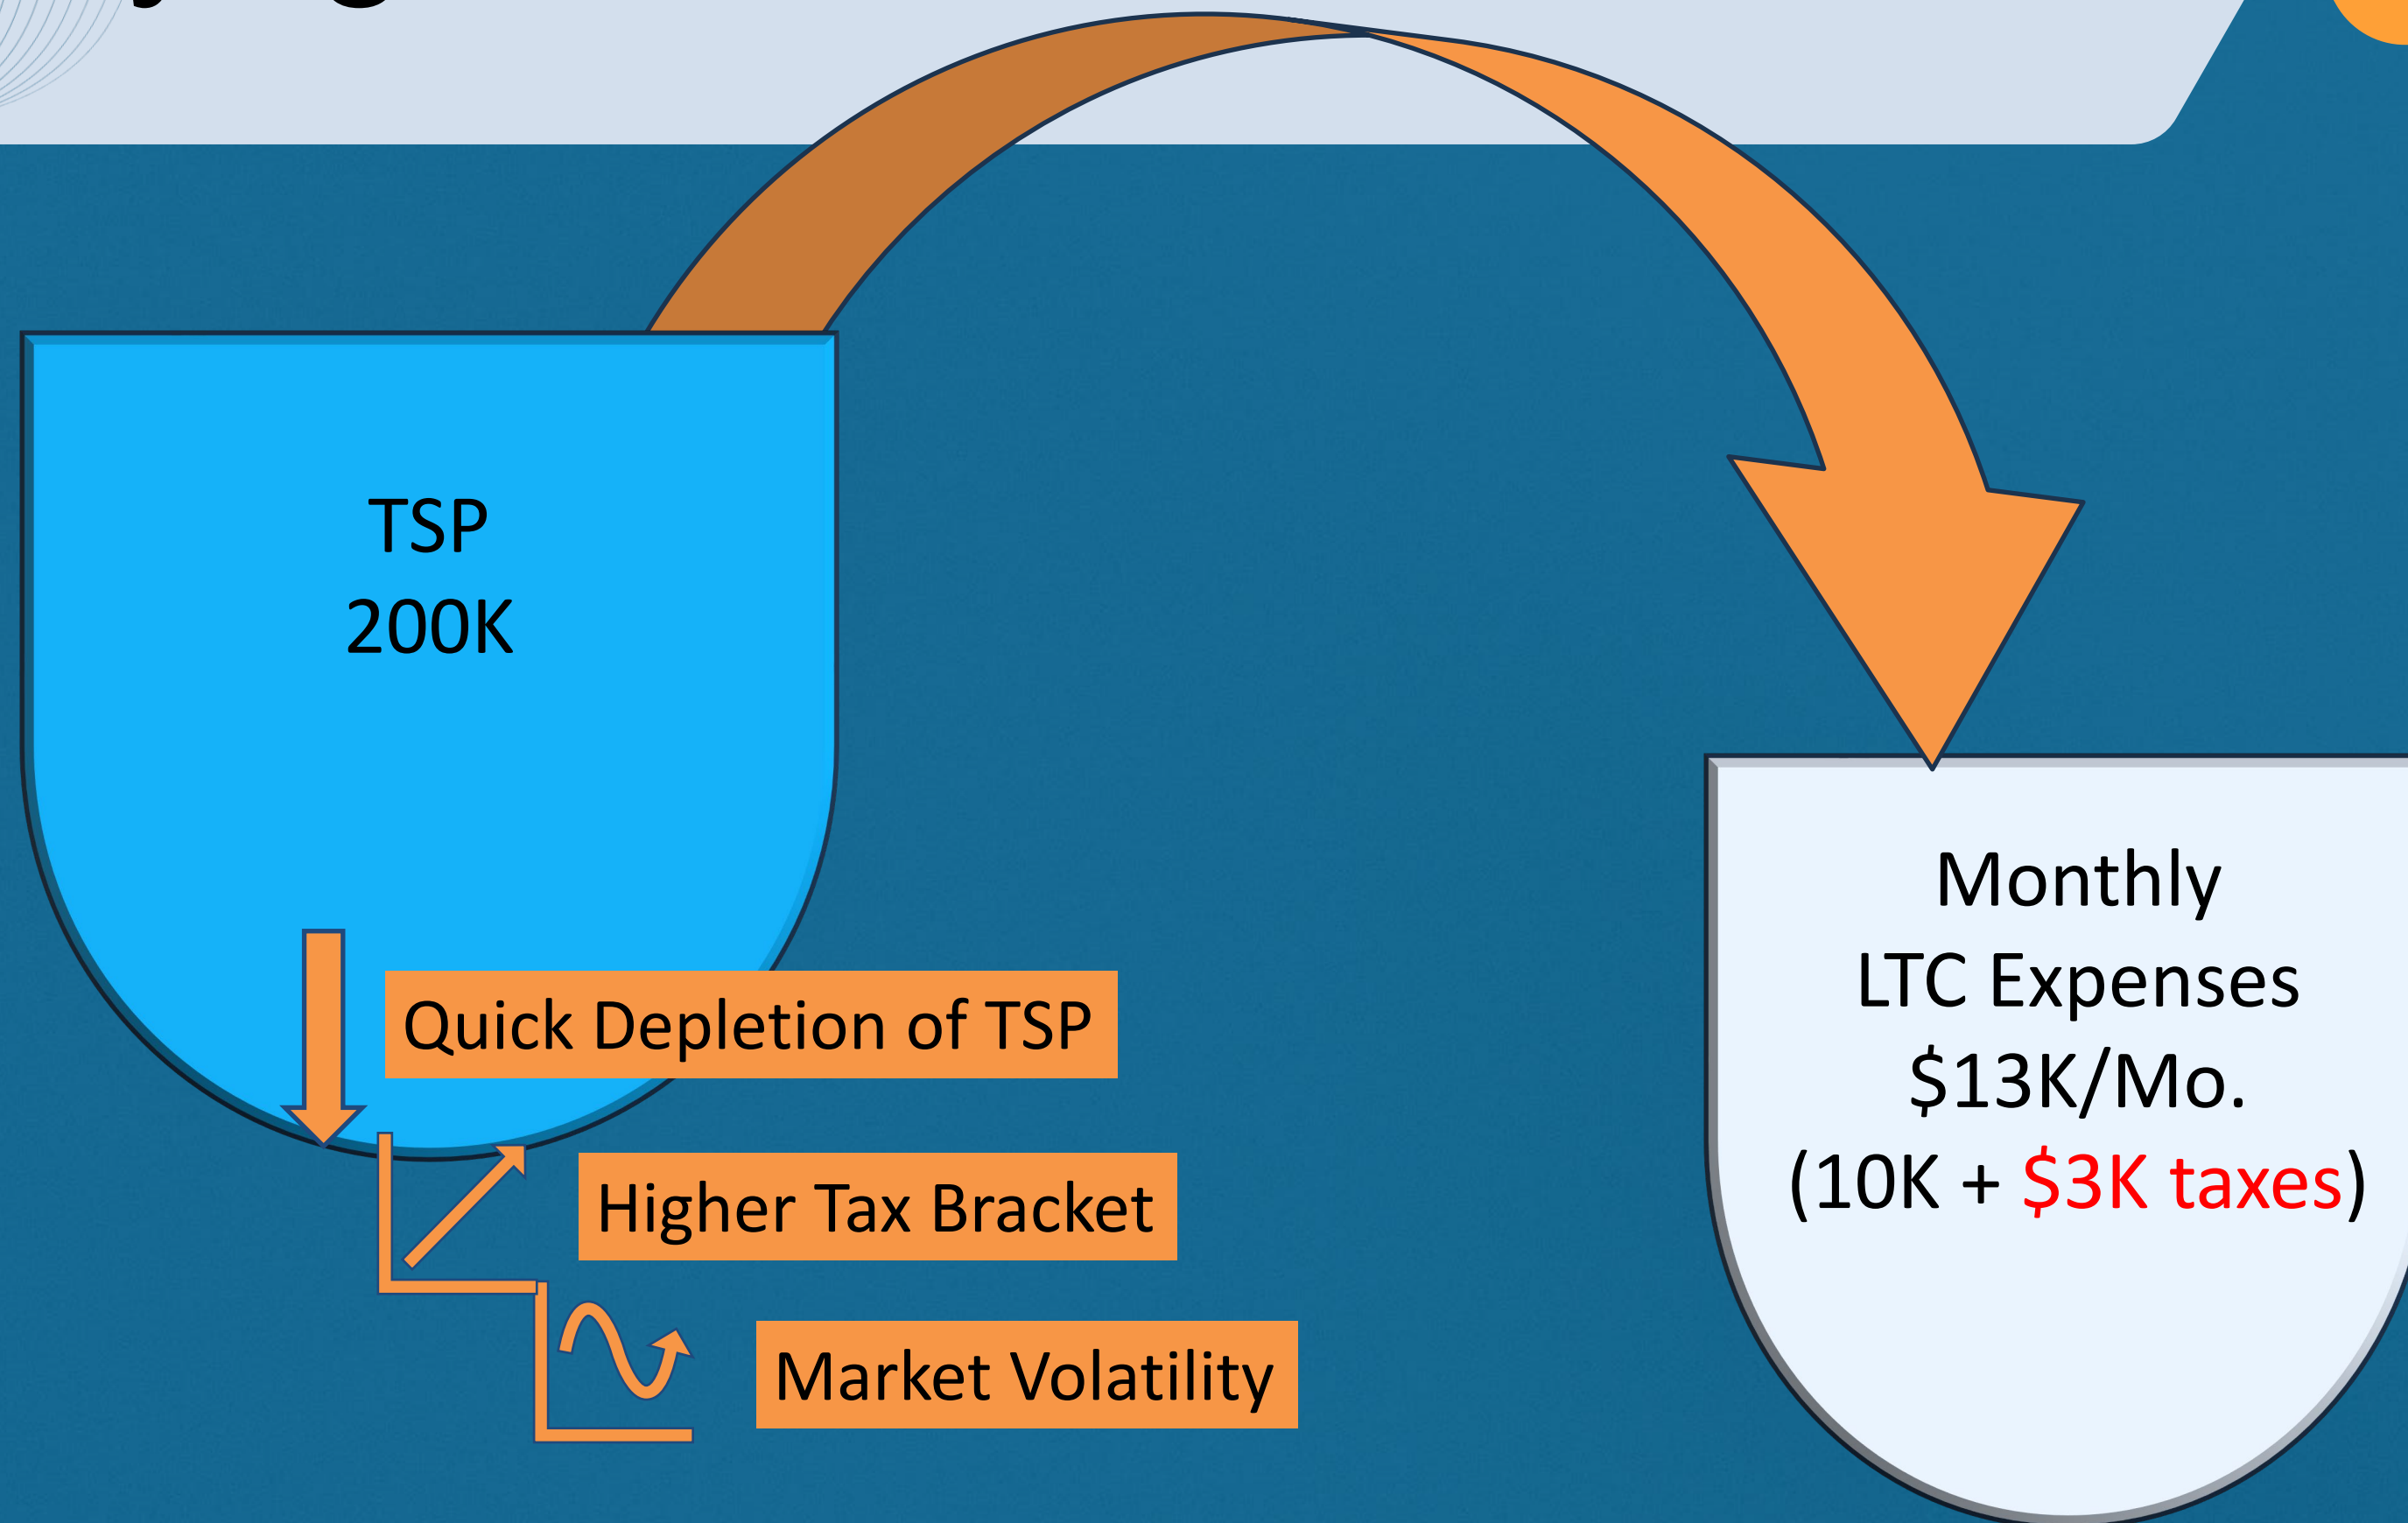 TSP
200K
Quick Depletion of TSP
Higher Tax Bracket
Market Volatility
Monthly
LTC Expenses
$13K/Mo.
(10K + $3K taxes)